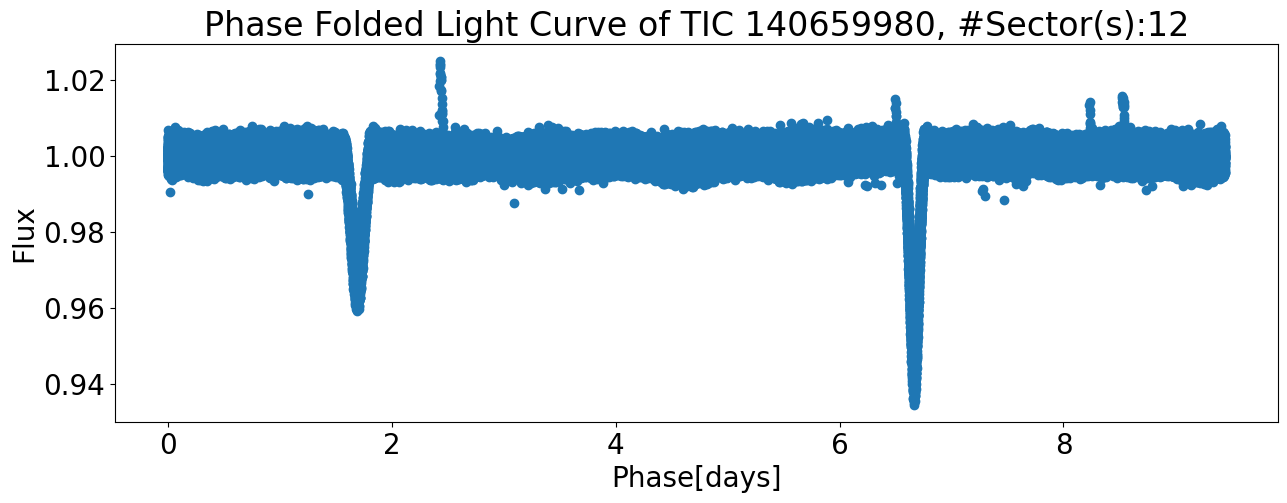 Phase Folded Light Curve of TIC 140659980, #Sector(s):12
1.02
1.00
0.98
0.96
0.94
Flux
0 2 4 6 8
Phase[days]